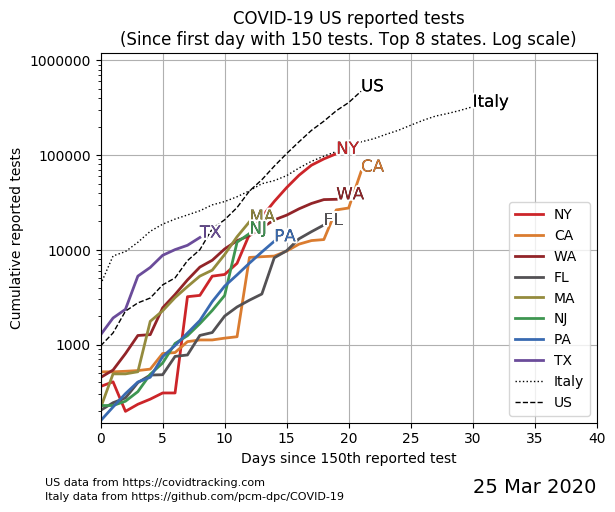 COVID-19 US reported tests
(Since first day with 150 tests. Top 8 states. Log scale)
Cumulative reported tests
1000000
100000
10000
1000
US
Italy
NY
CA
WA
FL
MA
NJ
PA
TX
NY
CA
WA
FL
MA
NJ
PA
TX
Italy
US
0 5 10 15 20 25 30 35 40
Days since 150th reported test
US data from https://covidtracking.com
Italy data from https://github.com/pcm-dpc/COVID-19
25 Mar 2020